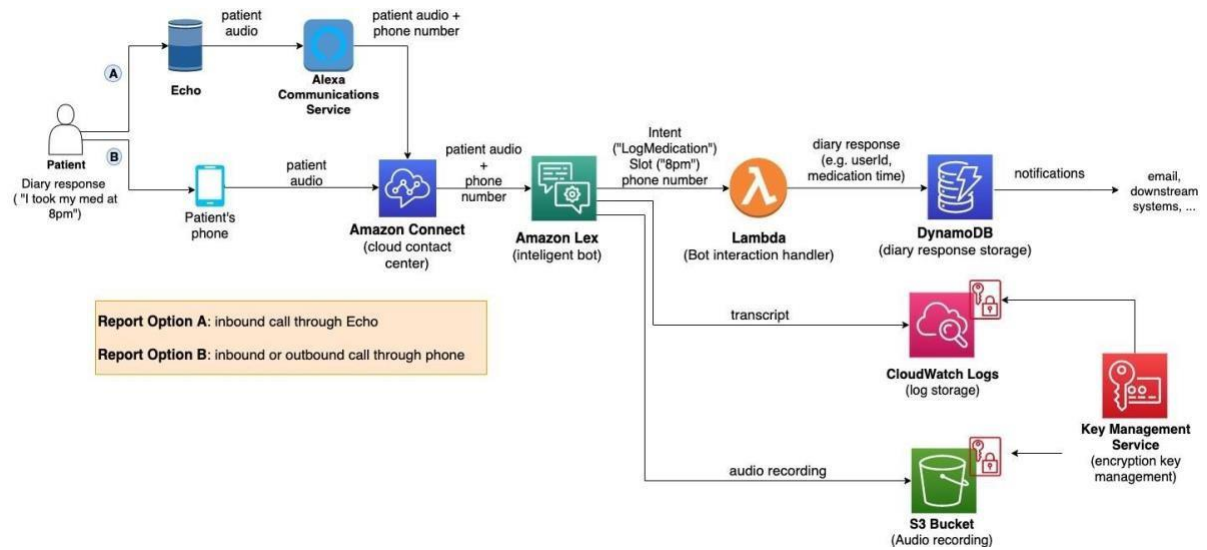 patient
audio
patient audio +
phone number
A
Echo
Alexa
Communications
Service
Patient
Diary response
( "I took my med at
8pm")
B
Patient's
phone
patient
audio
Amazon Connect
(cloud contact
center)
patient audio
+
phone
number
Amazon Lex
(inteligent bot)
Intent
("LogMedication")
Slot ("8pm")
phone number
Lambda
(Bot interaction handler)
diary response
(e.g. userId,
medication time)
DynamoDB
(diary response storage)
notifications
email,
downstream
systems, ...
Report Option A: inbound call through Echo
Report Option B: inbound or outbound call through phone
transcript
CloudWatch Logs
(log storage)
Key Management
Service
(encryption key
management)
audio recording
S3 Bucket
(Audio recording)